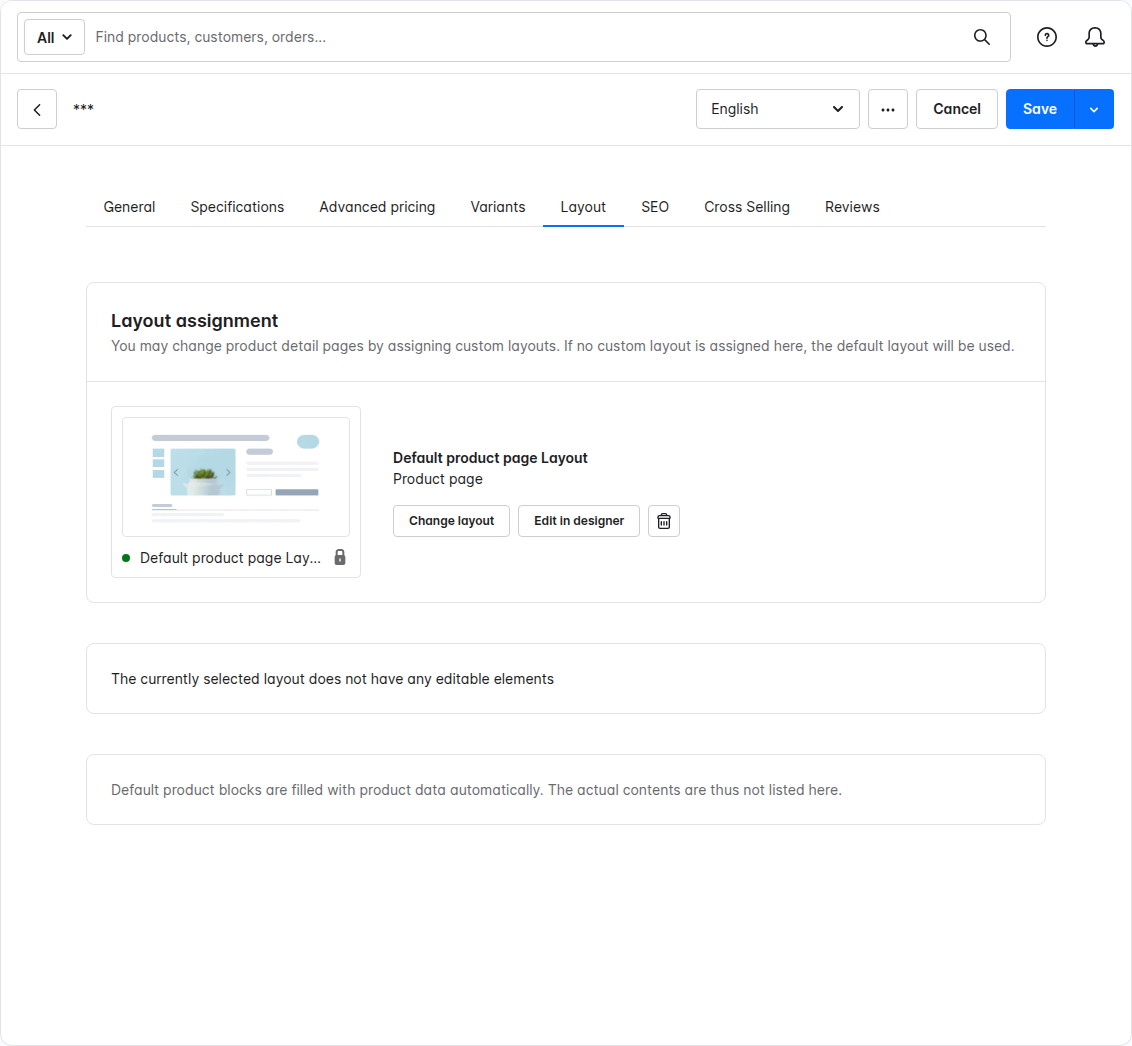 All
Find products, customers, orders...
***
English
Cancel
Save
General
Specifications
Advanced pricing
Variants
Layout
SEO
Cross Selling
Reviews
Layout assignment
You may change product detail pages by assigning custom layouts. If no custom layout is assigned here, the default layout will be used.
Default product page Lay...
Default product page Layout
Product page
Change layout
Edit in designer
The currently selected layout does not have any editable elements
Default product blocks are filled with product data automatically. The actual contents are thus not listed here.